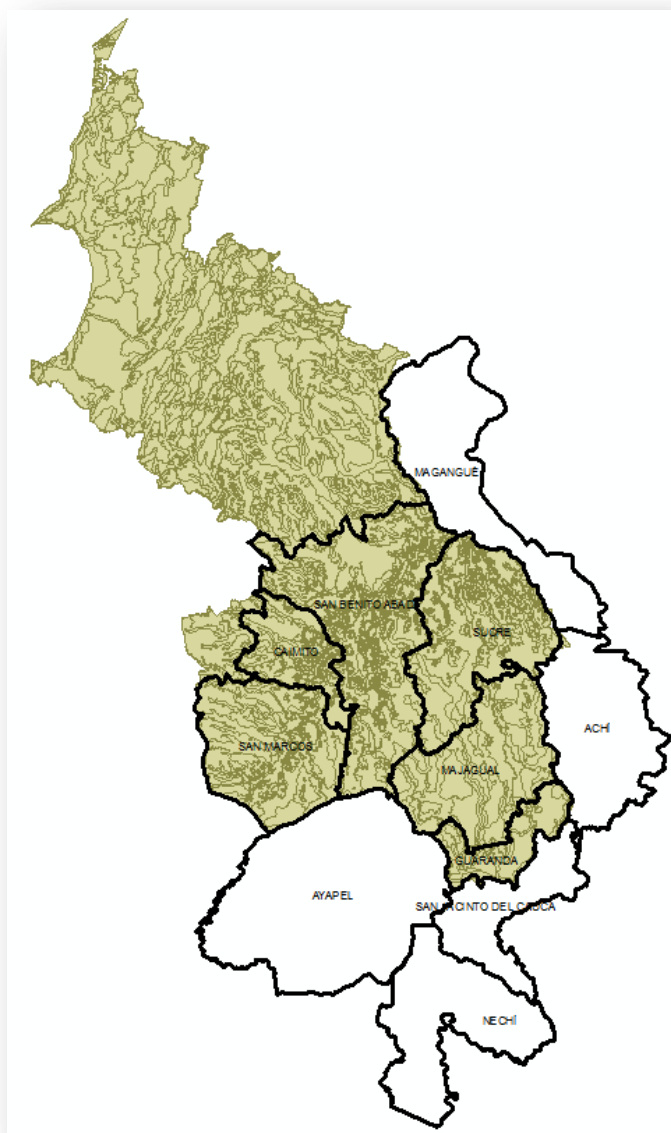 MAGANGUÉ
SAN BENITO ABAD
SUCRE
CAIMITO
ACHÍ
SAN MARCOS
MAJAGUAL
GUARANDA
AYAPEL
SAN JACINTO DEL CAUCA
NECHÍ